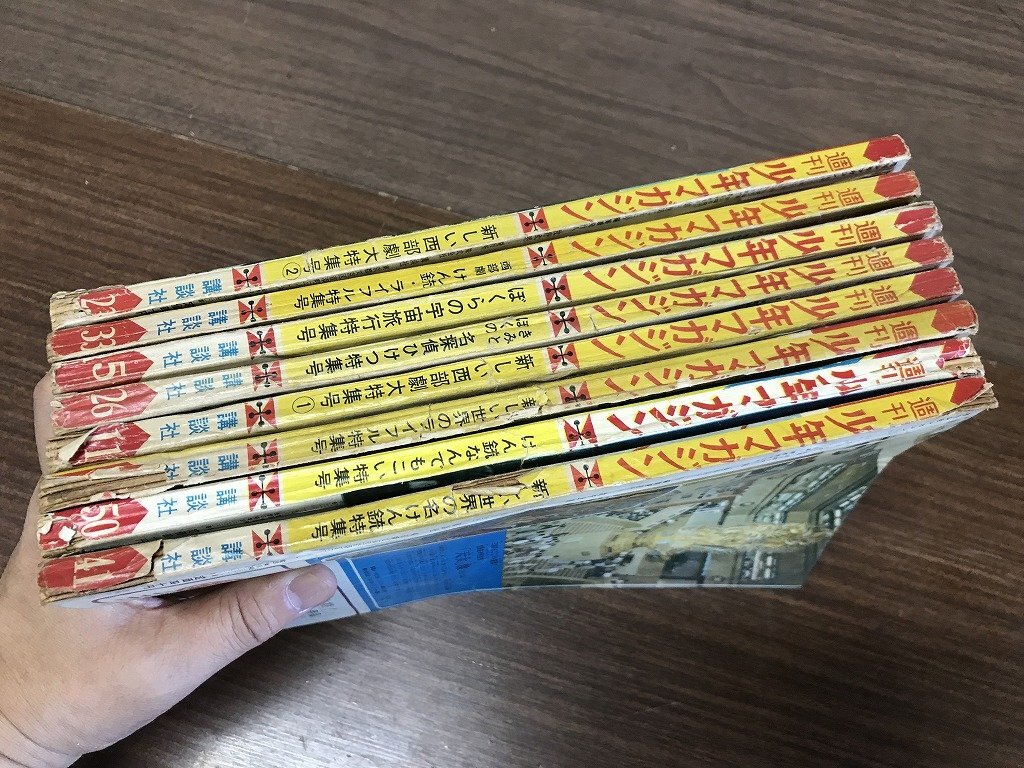 週刊 少年マガジン 新しい西部劇大特集号② 講談社 2
週刊 少年マガジン 西部劇 けん銃・ライフル特集号 講談社 33
週刊 少年マガジン ぼくらの宇宙旅行特集号 講談社 5
週刊 少年マガジン きみとぼくの 名探偵ひけつ特集号 講談社 26
週刊 少年マガジン 新しい西部劇大特集号① 講談社
週刊 少年マガジン 美しい世界のライフル特集号 講談社
週刊 少年マガジン けん銃なんでもこい特集号 講談社 50
週刊 少年マガジン 新しい世界の名けん銃特集号 講談社 41